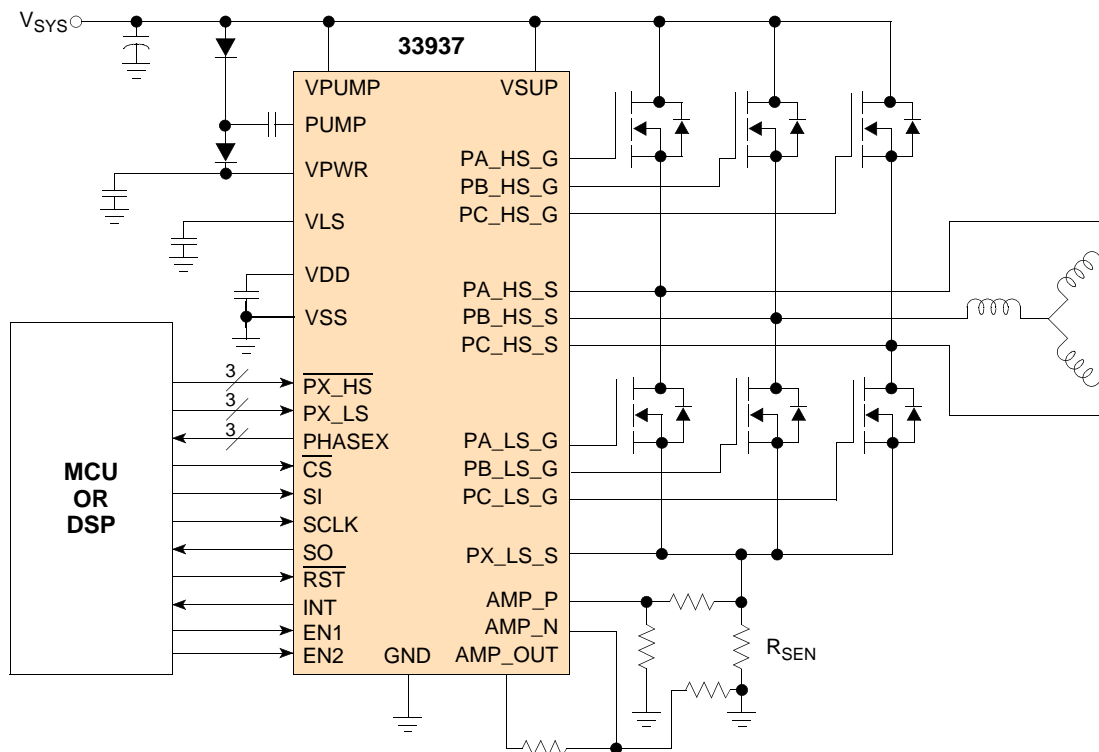 VSYS
33937
VPUMP
VSUP
PUMP
VPWR
VLS
VDD
VSS
PA_HS_G
PB_HS_G
PC_HS_G
PA_HS_S
PB_HS_S
PC_HS_S
MCU
OR
DSP
3
PX_HS
3
PX_LS
3
PHASEX
CS
SI
SCLK
SO
RST
INT
EN1
EN2
GND
PA_LS_G
PB_LS_G
PC_LS_G
PX_LS_S
AMP_P
AMP_N
AMP_OUT
RSEN